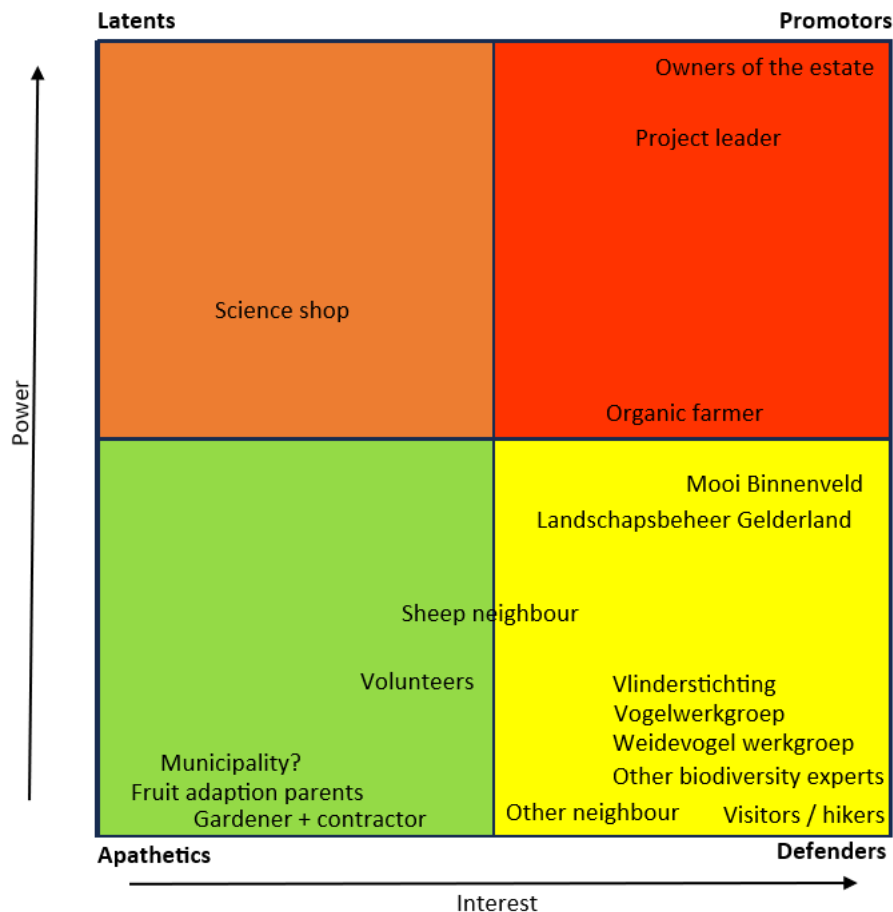 Latents
Promotors
Owners of the estate
Project leader
Science shop
Power
Organic farmer
Mooi Binnenveld
Landschapsbeheer Gelderland
Sheep neighbour
Volunteers
Vlinderstichting
Vogelwerkgroep
Weidevogel werkgroep
Municipality?
Other biodiversity experts
Fruit adaption parents
Other neighbour
Visitors / hikers
Gardener + contractor
Apathetics
Defenders
Interest